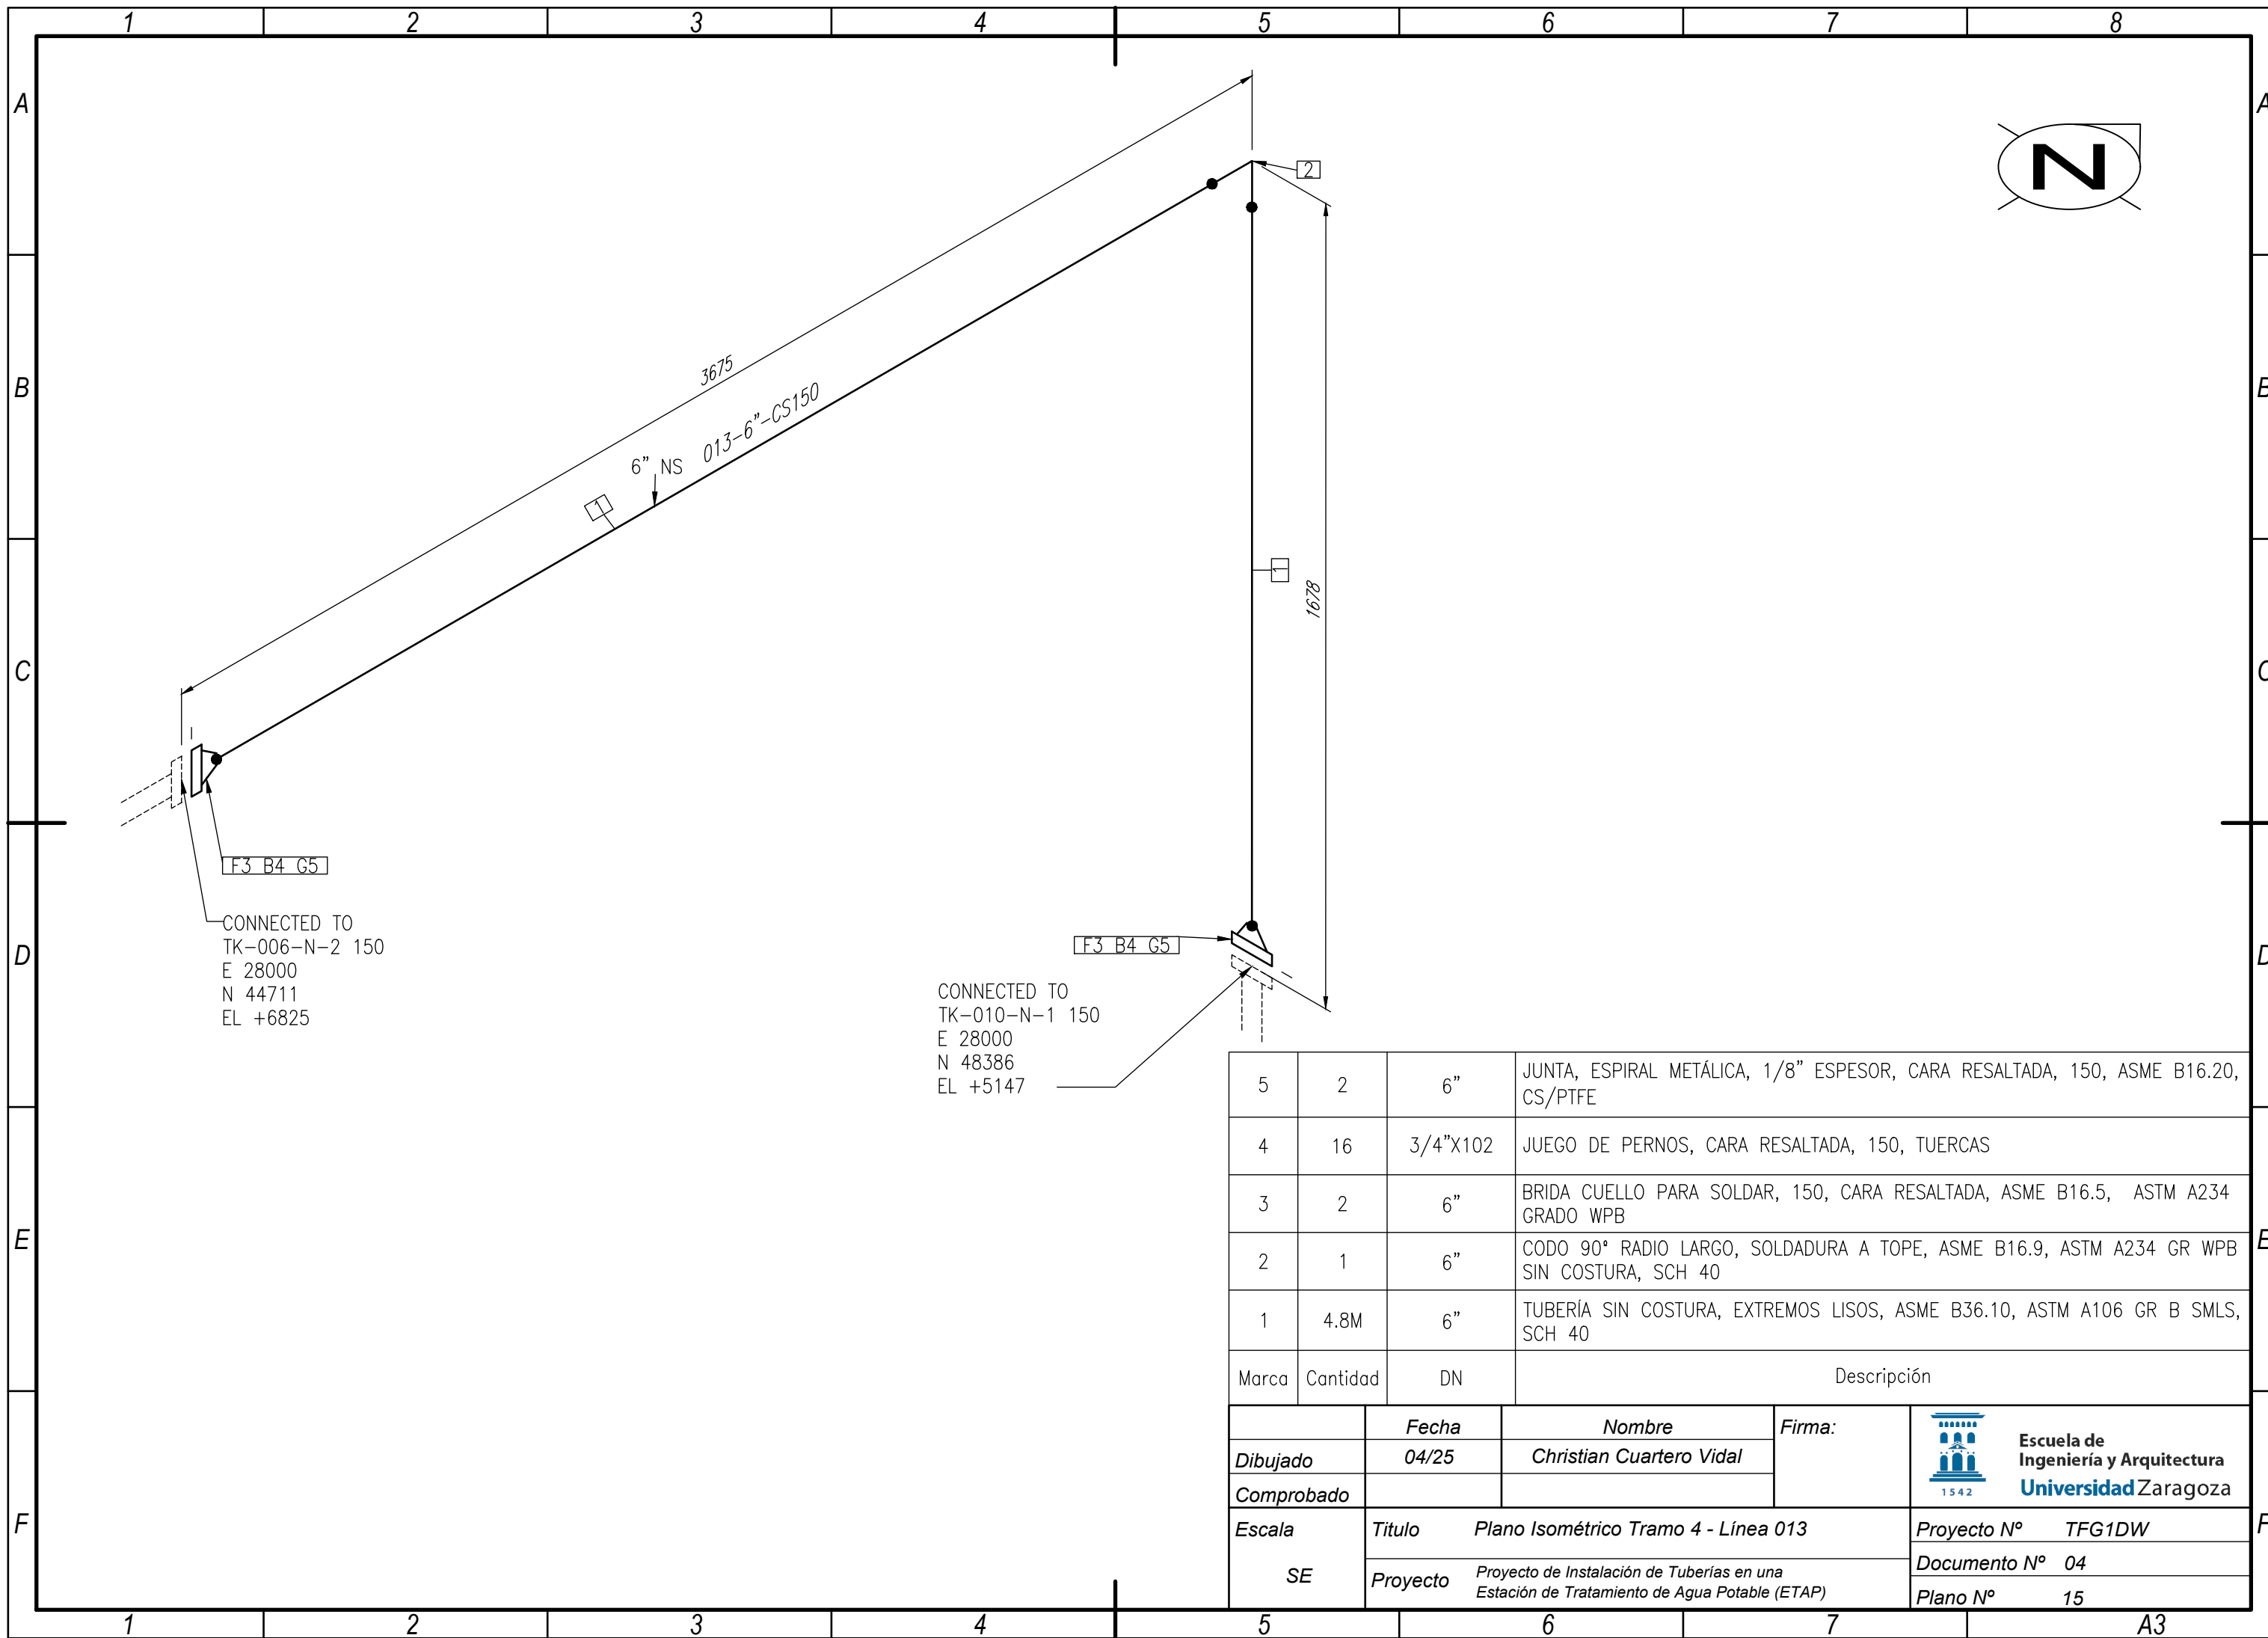 1 2 3 4 5 6 7 8
A A
B B
C C
D D
E E
F F
N
2
3675
013-6"-CS150
6" NS
1
1
1678
F3 B4 G5
CONNECTED TO
TK-006-N-2 150
E 28000
N 44711
EL +6825
F3 B4 G5
CONNECTED TO
TK-010-N-1 150
E 28000
N 48386
EL +5147
5 2 6" JUNTA, ESPIRAL METÁLICA, 1/8" ESPESOR, CARA RESALTADA, 150, ASME B16.20,
CS/PTFE
4 16 3/4"X102 JUEGO DE PERNOS, CARA RESALTADA, 150, TUERCAS
3 2 6" BRIDA CUELLO PARA SOLDAR, 150, CARA RESALTADA, ASME B16.5, ASTM A234
GRADO WPB
2 1 6" CODO 90° RADIO LARGO, SOLDADURA A TOPE, ASME B16.9, ASTM A234 GR WPB
SIN COSTURA, SCH 40
1 4.8M 6" TUBERÍA SIN COSTURA, EXTREMOS LISOS, ASME B36.10, ASTM A106 GR B SMLS,
SCH 40
Marca Cantidad DN Descripción
Fecha Nombre Firma:
Dibujado 04/25 Christian Cuartero Vidal
Comprobado
1542
Escuela de
Ingeniería y Arquitectura
Universidad Zaragoza
Escala
SE
Titulo Plano Isométrico Tramo 4 - Línea 013
Proyecto Proyecto de Instalación de Tuberías en una
Estación de Tratamiento de Agua Potable (ETAP)
Proyecto Nº TFG1DW
Documento Nº 04
Plano Nº 15
1 2 3 4 5 6 7 A3